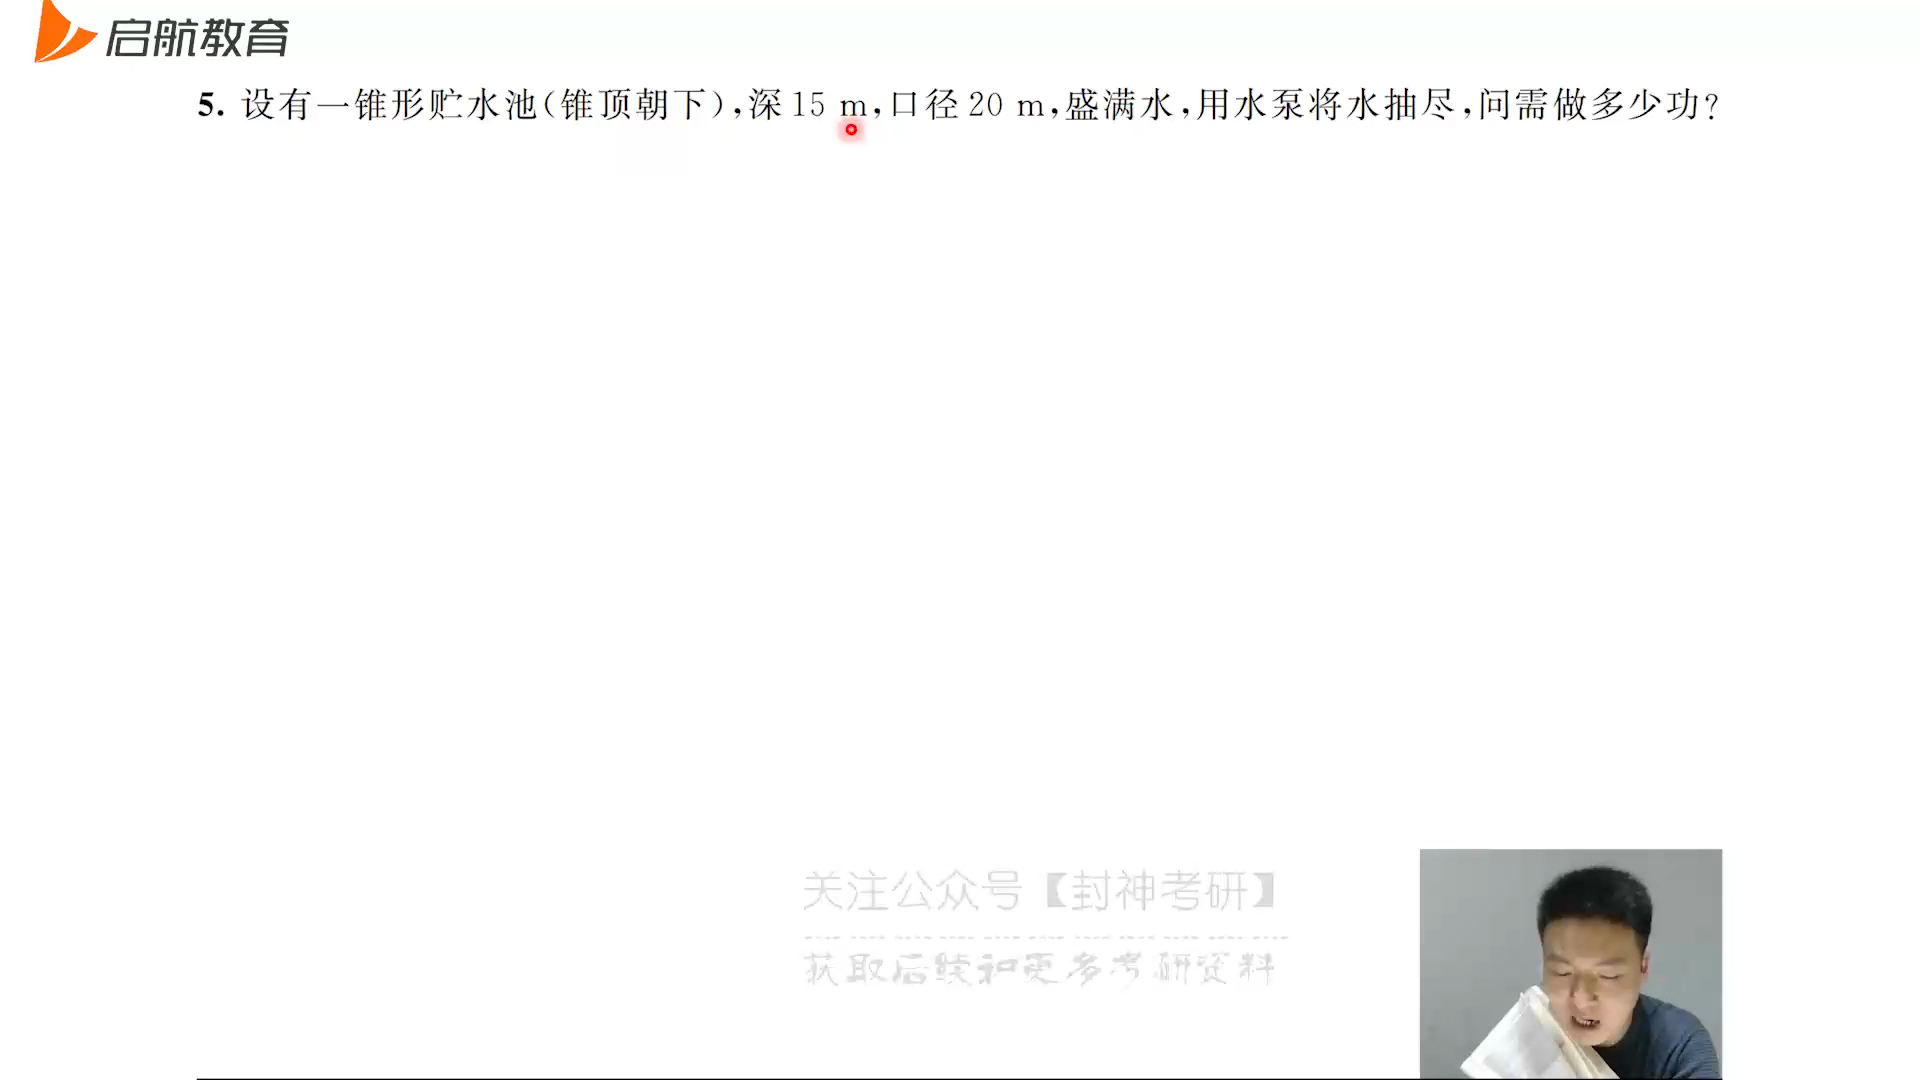 启航教育
5. 设有一锥形贮水池(锥顶朝下),深15 m,口径20 m,盛满水,用水泵将水抽尽,问需做多少功?
关注公众号【封神考研】
获取后续和更多考研资料